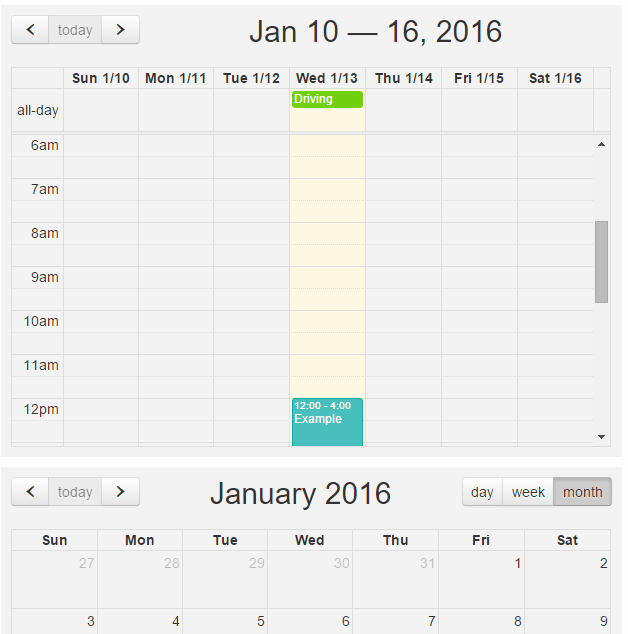 today
Jan 10 — 16, 2016
Sun 1/10 Mon 1/11 Tue 1/12 Wed 1/13 Thu 1/14 Fri 1/15 Sat 1/16
all-day Driving
6am
7am
8am
9am
10am
11am
12pm 12:00 - 4:00
Example
today January 2016 day week month
Sun Mon Tue Wed Thu Fri Sat
27 28 29 30 31 1 2
3 4 5 6 7 8 9